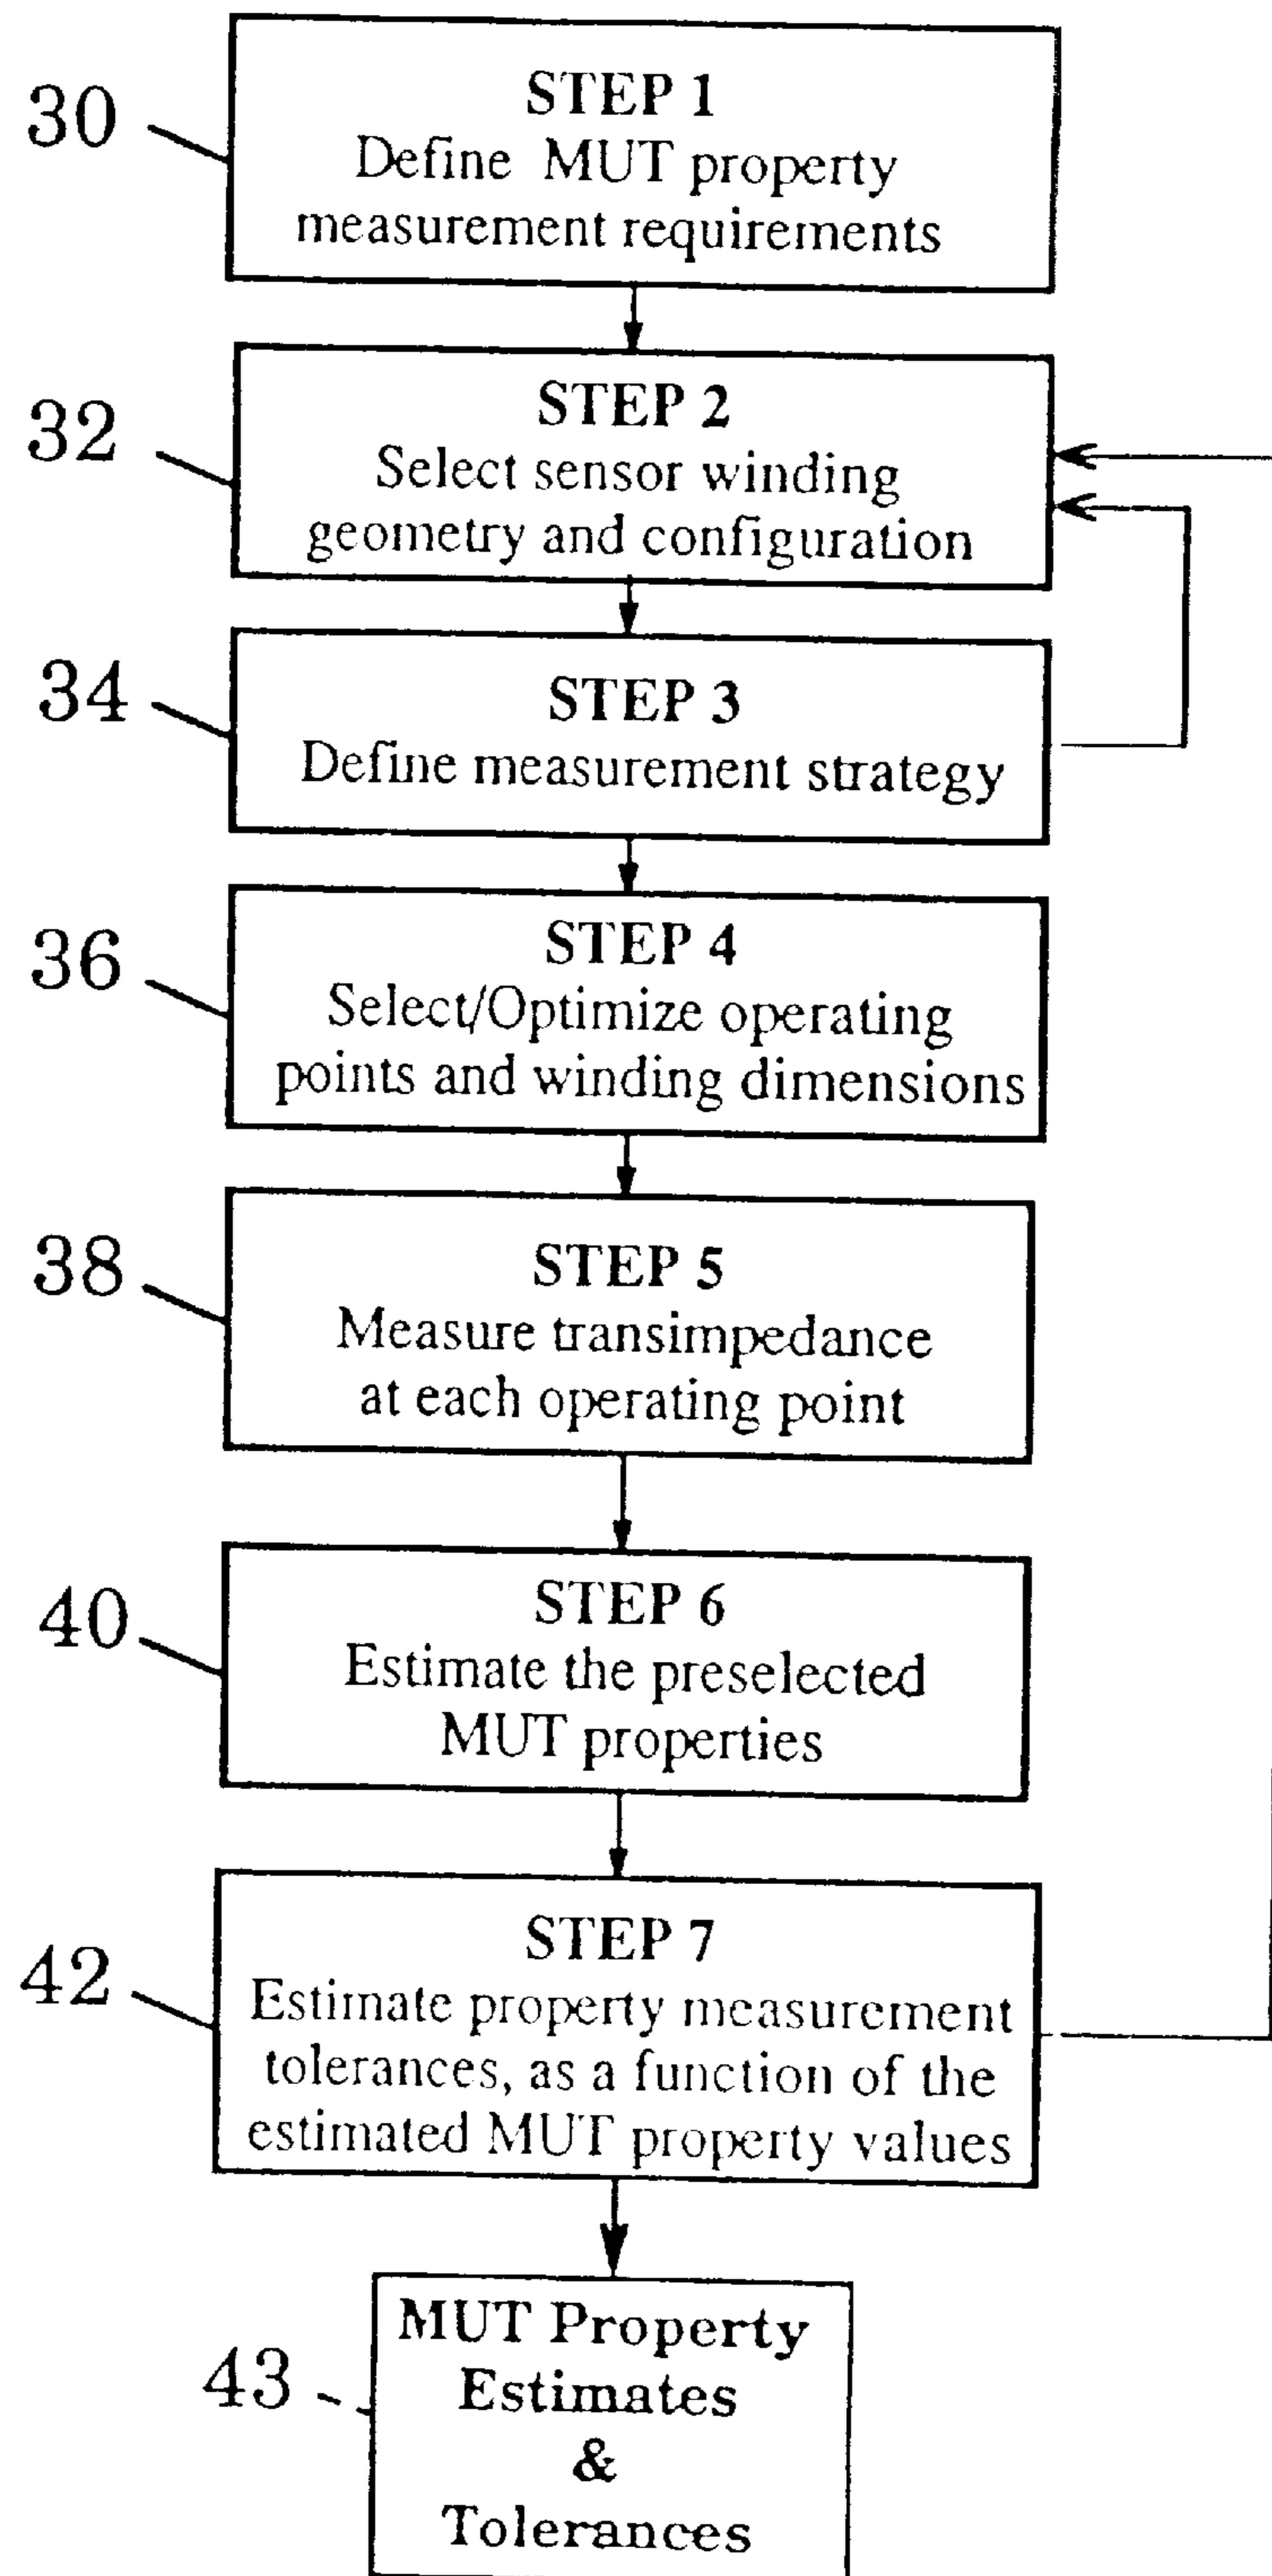 30
STEP 1
Define MUT property
measurement requirements
32
STEP 2
Select sensor winding
geometry and configuration
34
STEP 3
Define measurement strategy
36
STEP 4
Select/Optimize operating
points and winding dimensions
38
STEP 5
Measure transimpedance
at each operating point
40
STEP 6
Estimate the preselected
MUT properties
42
STEP 7
Estimate property measurement
tolerances, as a function of the
estimated MUT property values
43
MUT Property
Estimates
&
Tolerances